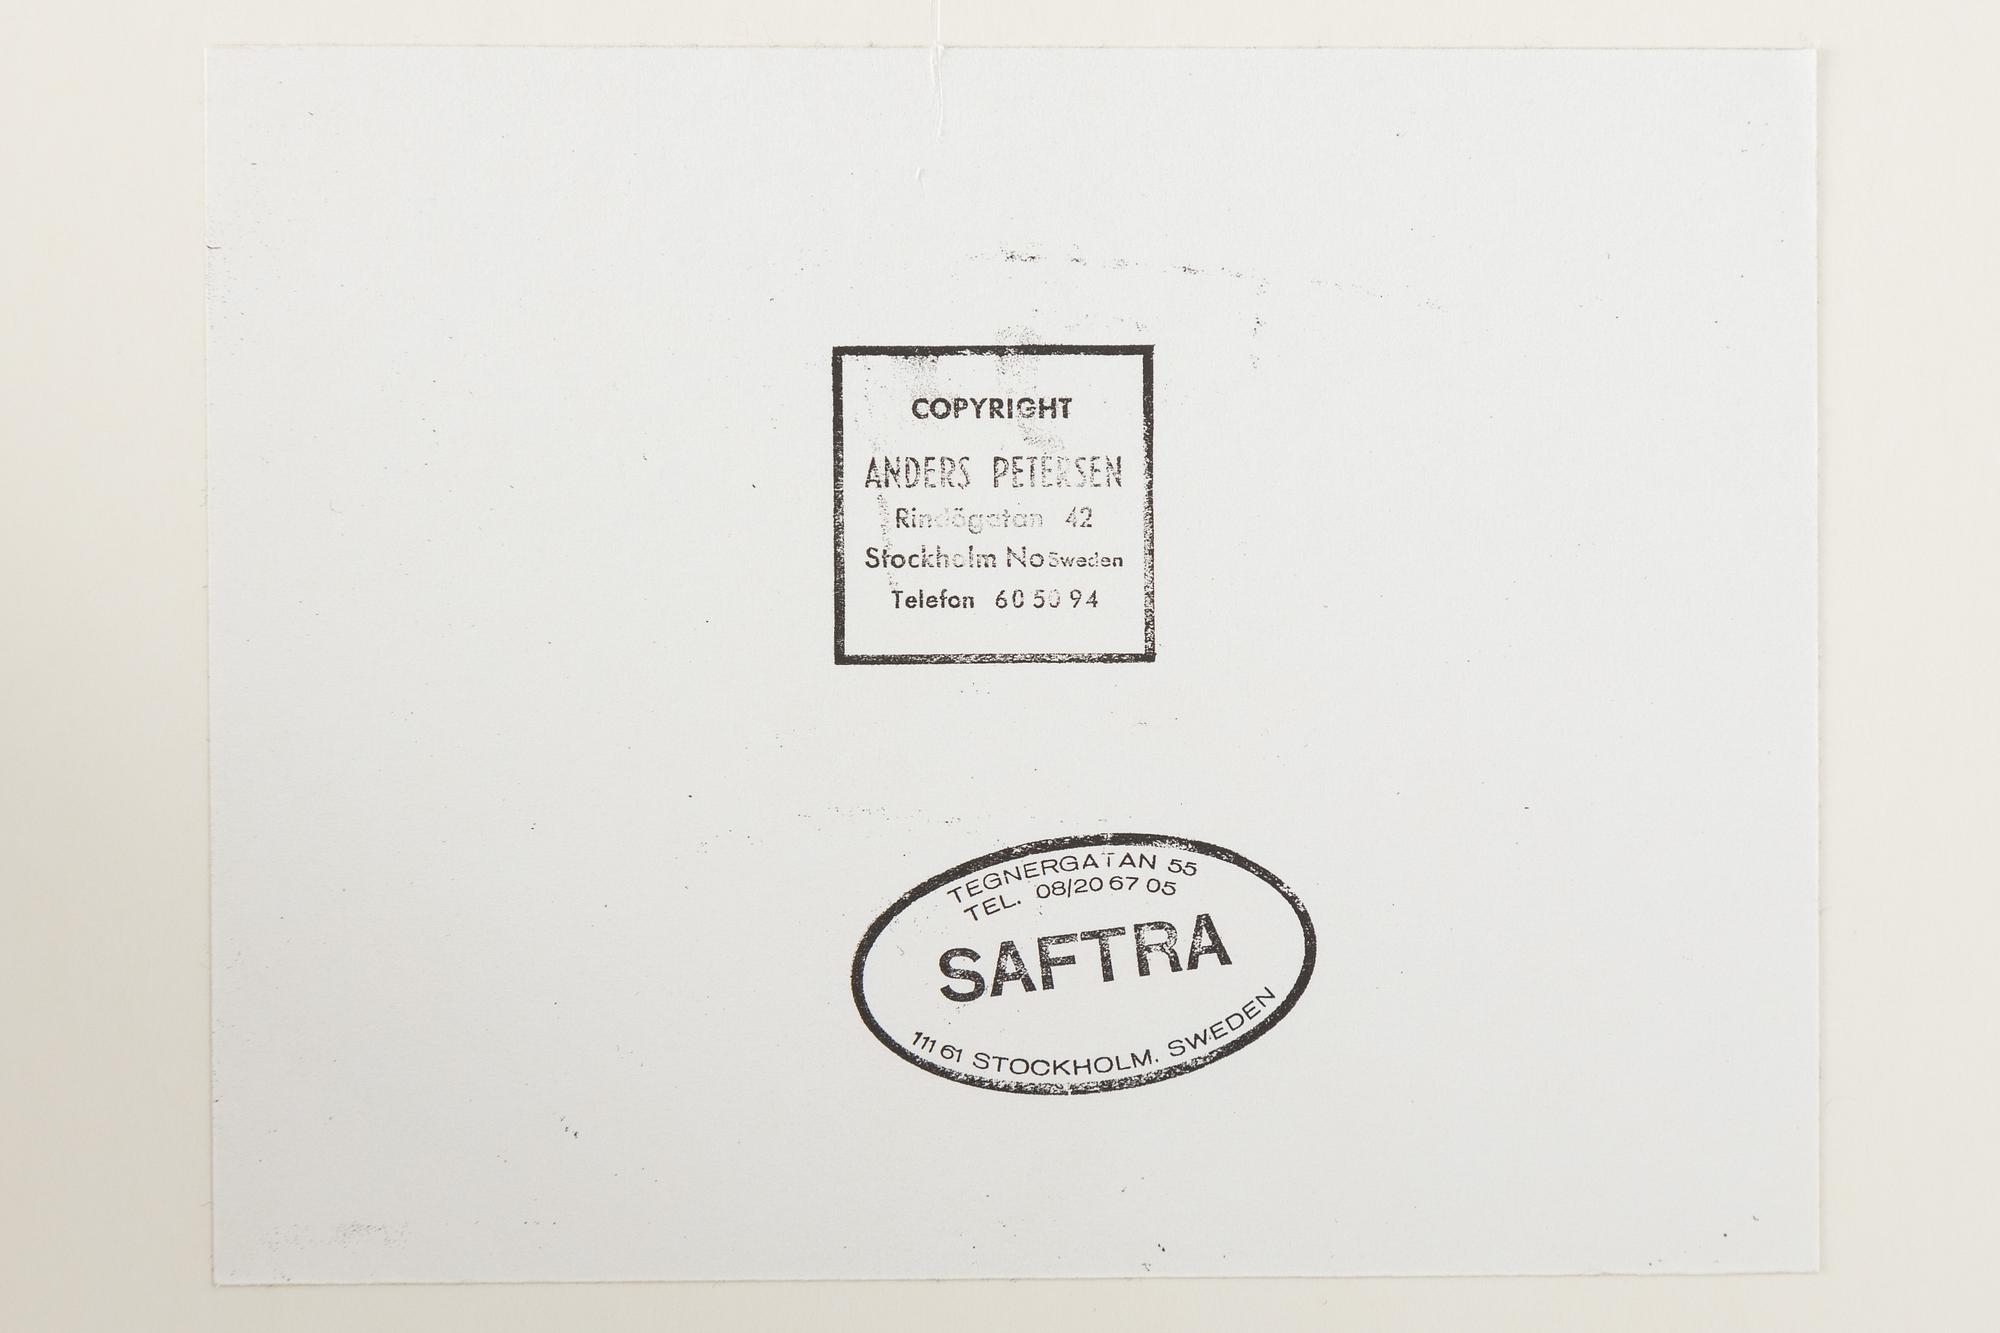 COPYRIGHT
ANDERS PETERSEN
Rindögatan 42
Stockholm No Sweden
Telefon 60 50 94
TEGNERGATAN 55
TEL. 08/20 67 05
SAFTRA
111 61 STOCKHOLM. SWEDEN